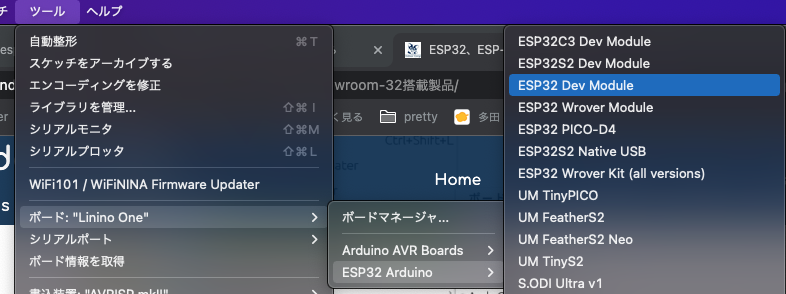 チ ツール ヘルプ
自動整形 ⌘T
スケッチをアーカイブする
エンコーディングを修正
ライブラリを管理... ⇧⌘I
シリアルモニタ ⇧⌘M
シリアルプロッタ ⇧⌘L
WiFi101 / WiFiNINA Firmware Updater
ボード: "Linino One"
シリアルポート
ボード情報を取得
書込装置: "AVRISP mkII"
ESP32、ESP-
wroom-32搭載製品/
く見る pretty 多田
Ctrl+Shift+L
Home
ボードマネージャ...
Arduino AVR Boards
ESP32 Arduino
ESP32C3 Dev Module
ESP32S2 Dev Module
ESP32 Dev Module
ESP32 Wrover Module
ESP32 PICO-D4
ESP32S2 Native USB
ESP32 Wrover Kit (all versions)
UM TinyPICO
UM FeatherS2
UM FeatherS2 Neo
UM TinyS2
S.ODI Ultra v1